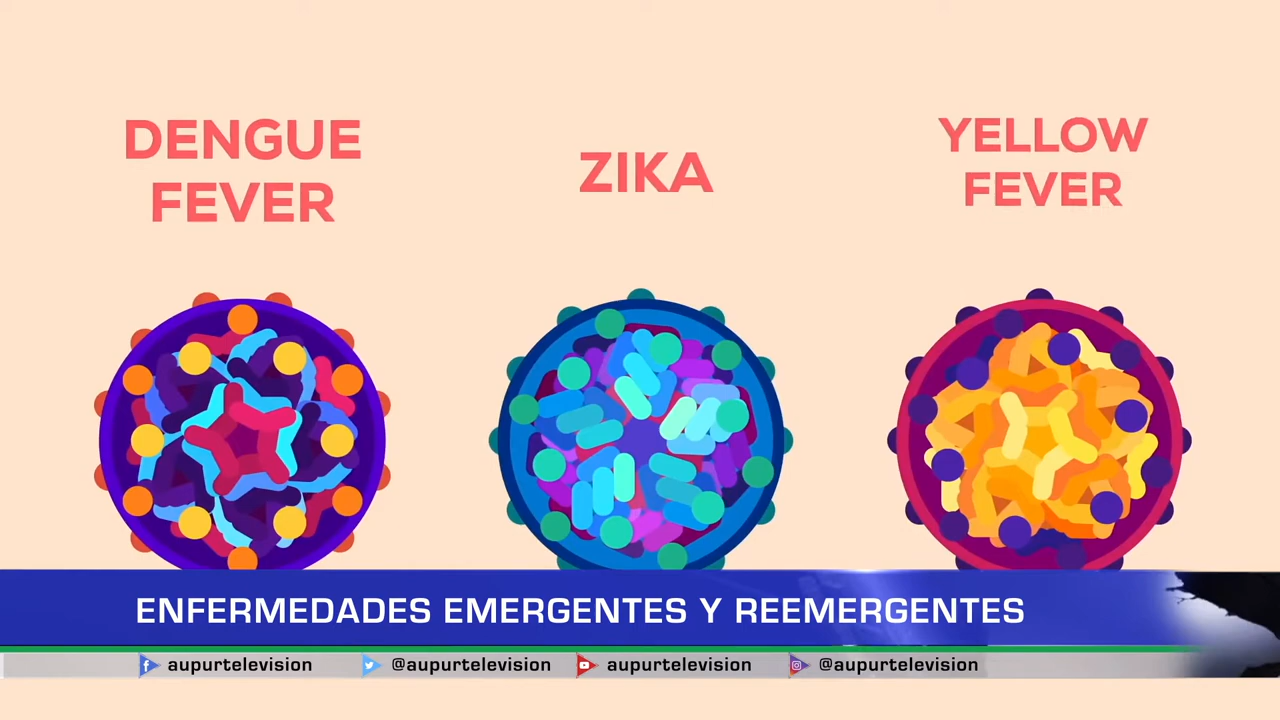 DENGUE
FEVER
ZIKA
YELLOW
FEVER
ENFERMEDADES EMERGENTES Y REEMERGENTES
aupurtelevision @aupurtelevision aupurtelevision @aupurtelevision